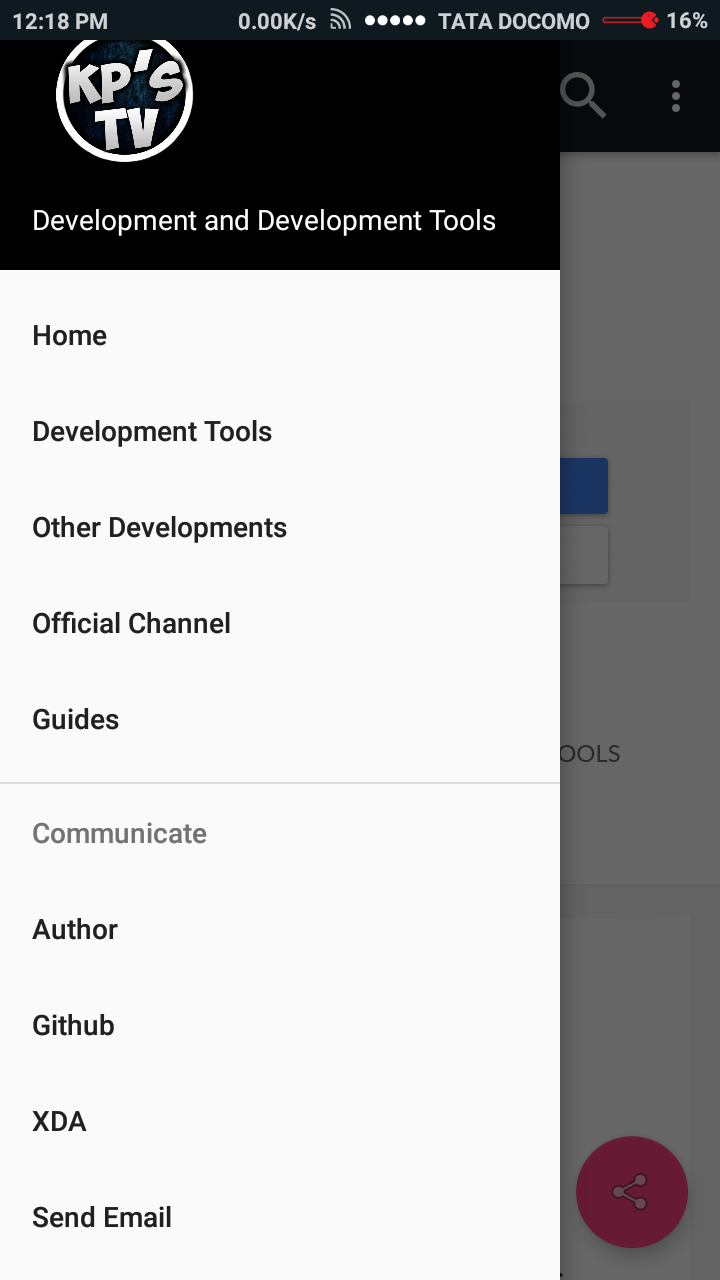 12:18 PM 0.00K/s TATA DOCOMO 16%
KP'S
TV
Development and Development Tools
Home
Development Tools
Other Developments
Official Channel
Guides
OOLS
Communicate
Author
Github
XDA
Send Email